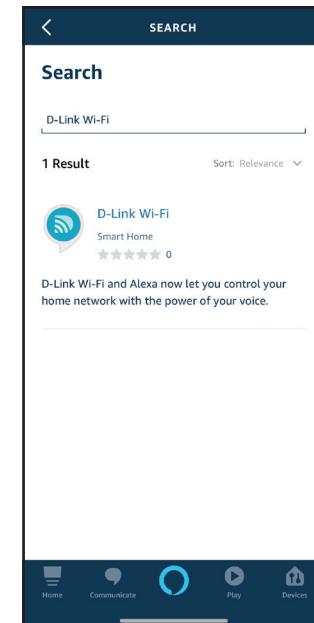 SEARCH
Search
D-Link Wi-Fi
1 Result
Sort: Relevance
D-Link Wi-Fi
Smart Home
0
D-Link Wi-Fi and Alexa now let you control your
home network with the power of your voice.
Home
Communicate
Play
Devices